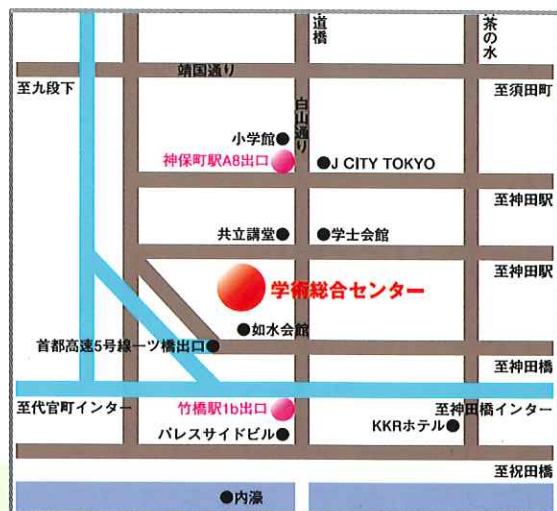 道橋
茶の水
靖国通り
至九段下
至須田町
白山通り
小学館●
神保町駅A8出口
●J CITY TOKYO
至神田駅
共立講堂●
●学士会館
至神田駅
学術総合センター
●如水会館
首都高速5号線一ツ橋出口●
至神田橋
至代官町インター
竹橋駅1b出口
至神田橋インター
パレスサイドビル●
KKRホテル●
至祝田橋
●内濠